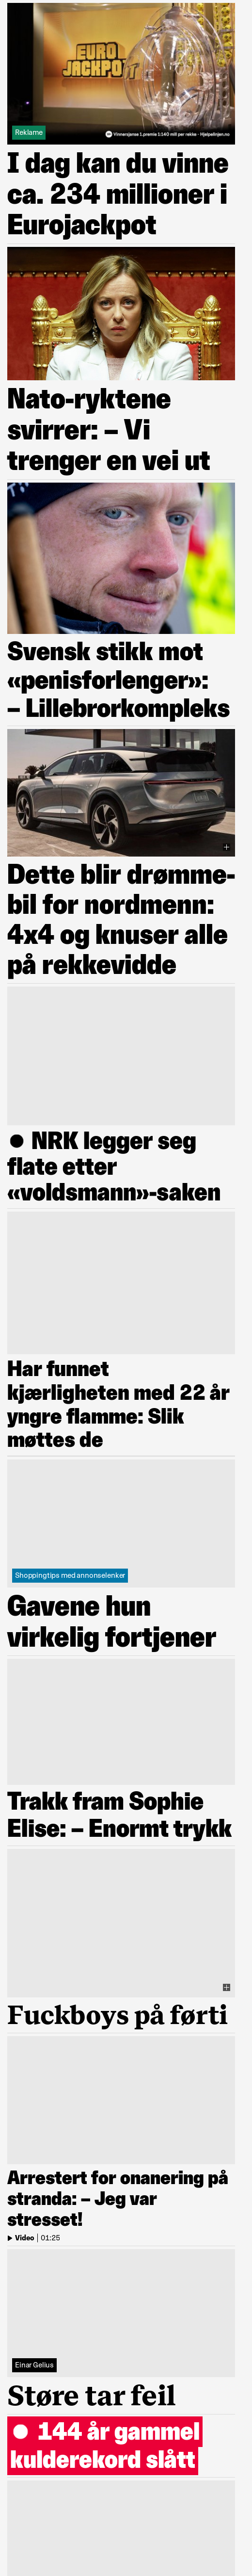 EURO
JACKPOT
Reklame
Vinnersjanse 1.premie 1:140 mill per rekke - Hjelpelinjen.no
I dag kan du vinne
ca. 234 millioner i
Eurojackpot
Nato-ryktene
svirrer: – Vi
trenger en vei ut
Svensk stikk mot
«penisforlenger»:
– Lillebrorkompleks
Dette blir drømme-
bil for nordmenn:
4x4 og knuser alle
på rekkevidde
NRK legger seg
flate etter
«voldsmann»-saken
Har funnet
kjærligheten med 22 år
yngre flamme: Slik
møttes de
Shoppingtips med annonselenker
Gavene hun
virkelig fortjener
Trakk fram Sophie
Elise: – Enormt trykk
Fuckboys på førti
Arrestert for onanering på
stranda: – Jeg var
stresset!
Video | 01:25
Einar Gelius
Støre tar feil
144 år gammel
kulderekord slått